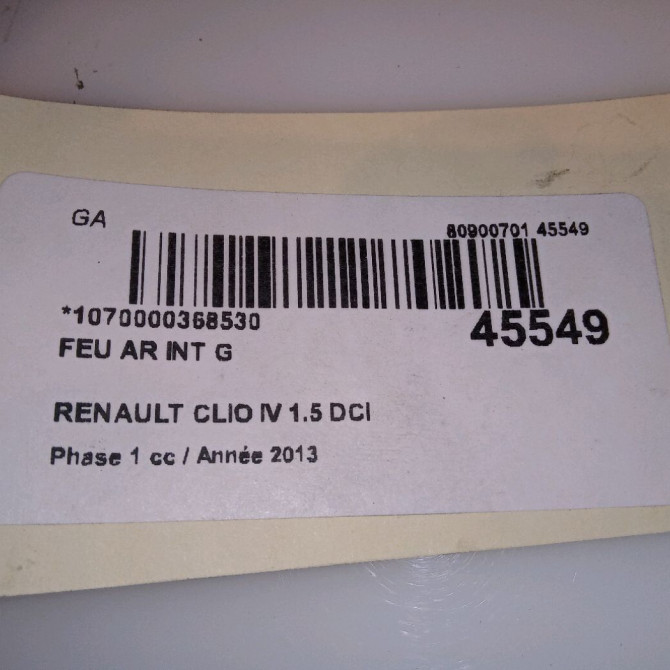 GA
80900701 45549
*1070000368530
45549
FEU AR INT G
RENAULT CLIO IV 1.5 DCI
Phase 1 cc / Année 2013